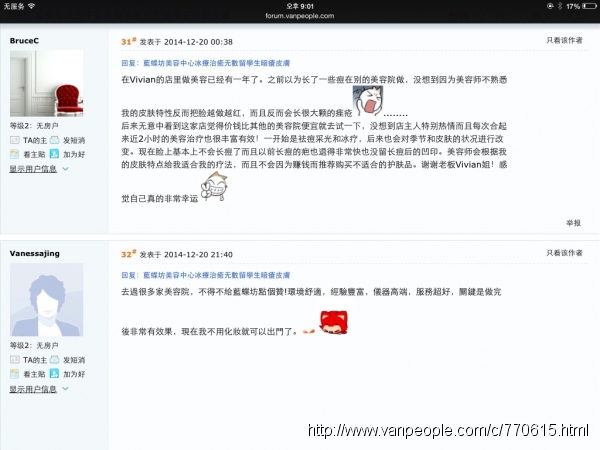 无服务 오후 9:01 17%
forum.vanpeople.com
BruceC
31# 发表于 2014-12-20 00:38 只看该作者
回复：藍蝶坊美容中心冰療治癒无數留學生暗瘡皮膚
在Vivian的店里做美容已经有一年了。之前以为长了一些痘在别的美容院做，没想到因为美容师不熟悉
我的皮肤特性反而把脸越做越红，而且反而会长很大颗的痤疮........
后来无意中看到这家店觉得价钱比其他的美容院便宜就去试一下，没想到店主人特别热情而且每次合起
来近2小时的美容治疗也很丰富有效！一开始是祛痘采光和冰疗，后来也会对季节和皮肤的状况进行改
变。现在脸上基本上不会长痘了而且以前长痘的疤也退得非常快也没留长痘后的凹印。美容师会根据我
的皮肤特点给我适合我的疗法，而且不会因为赚钱而推荐购买不适合的护肤品。谢谢老板Vivian姐！感
觉自己真的非常幸运
等级2：无房户
TA的主 发短消
看主贴 加为好
显示用户信息
举报
Vanessajing
32# 发表于 2014-12-20 21:40 只看该作者
回复：藍蝶坊美容中心冰療治癒无數留學生暗瘡皮膚
去過很多家美容院，不得不給藍蝶坊點個贊!環境舒適，經驗豐富，儀器高端，服務超好，關鍵是做完
後非常有效果，現在我不用化妝就可以出門了。
等级2：无房户
TA的主 发短消
看主贴 加为好
显示用户信息
http://www.vanpeople.com/c/770615.html